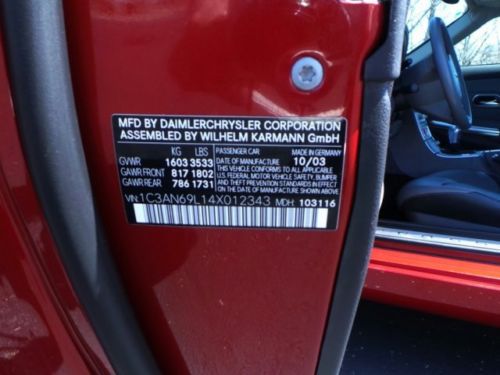 MFD BY DAIMLERCHRYSLER CORPORATION
ASSEMBLED BY WILHELM KARMANN GmbH
KG LBS PASSENGER CAR MADE IN GERMANY
GVWR 1603 3533 DATE OF MANUFACTURE 10/03
GAWR FRONT 817 1802 THIS VEHICLE CONFORMS TO ALL APPLICABLE
GAWR REAR 786 1731 U.S. FEDERAL MOTOR VEHICLE SAFETY, BUMPER
AND THEFT PREVENTION STANDARDS IN EFFECT
ON THE DATE OF MANUFACTURE SHOWN ABOVE.
VIN: 1C3AN69L14X012343 MDH: 103116